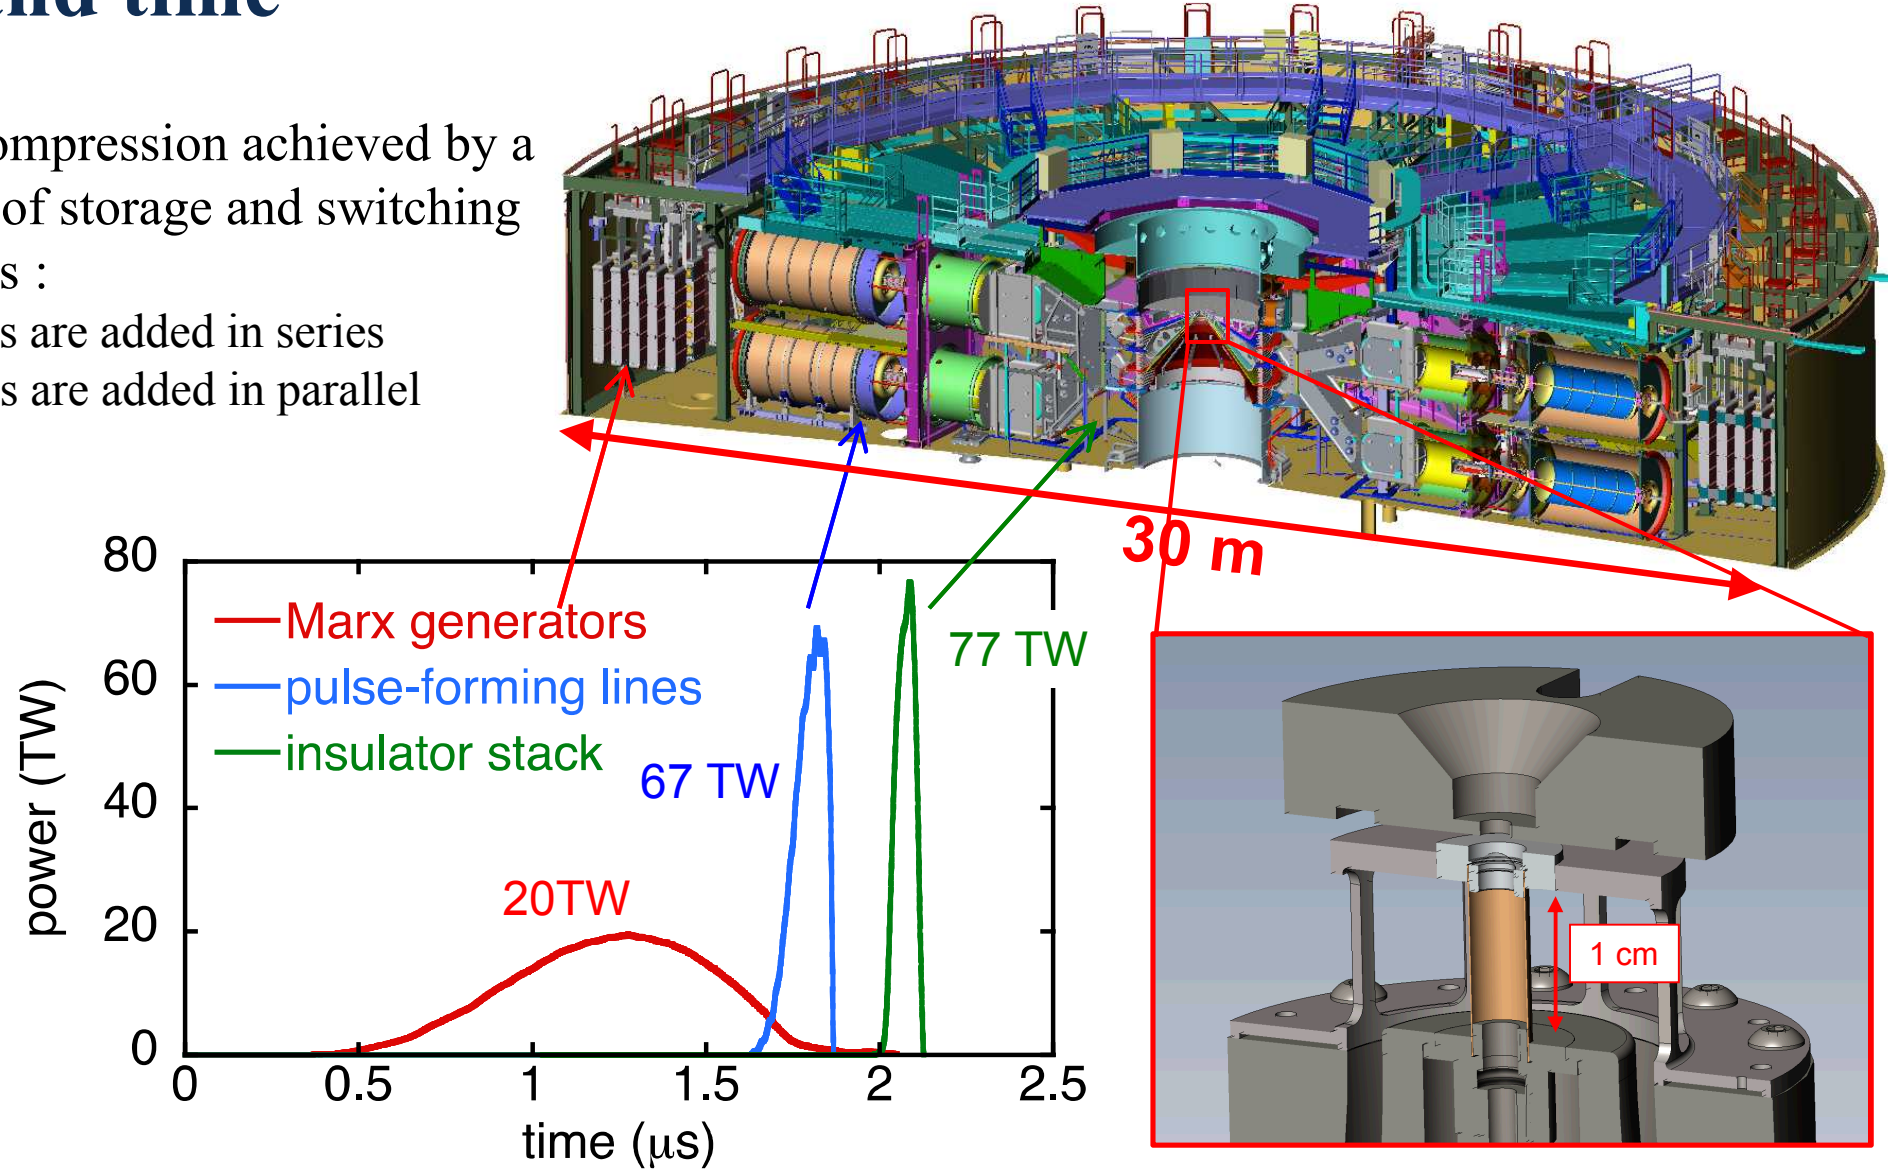 and time
ompression achieved by a
of storage and switching
s :
s are added in series
s are added in parallel
30 m
80
60
40
20
0
power (TW)
Marx generators
pulse-forming lines
insulator stack
20TW
67 TW
77 TW
0 0.5 1 1.5 2 2.5
time (μs)
1 cm